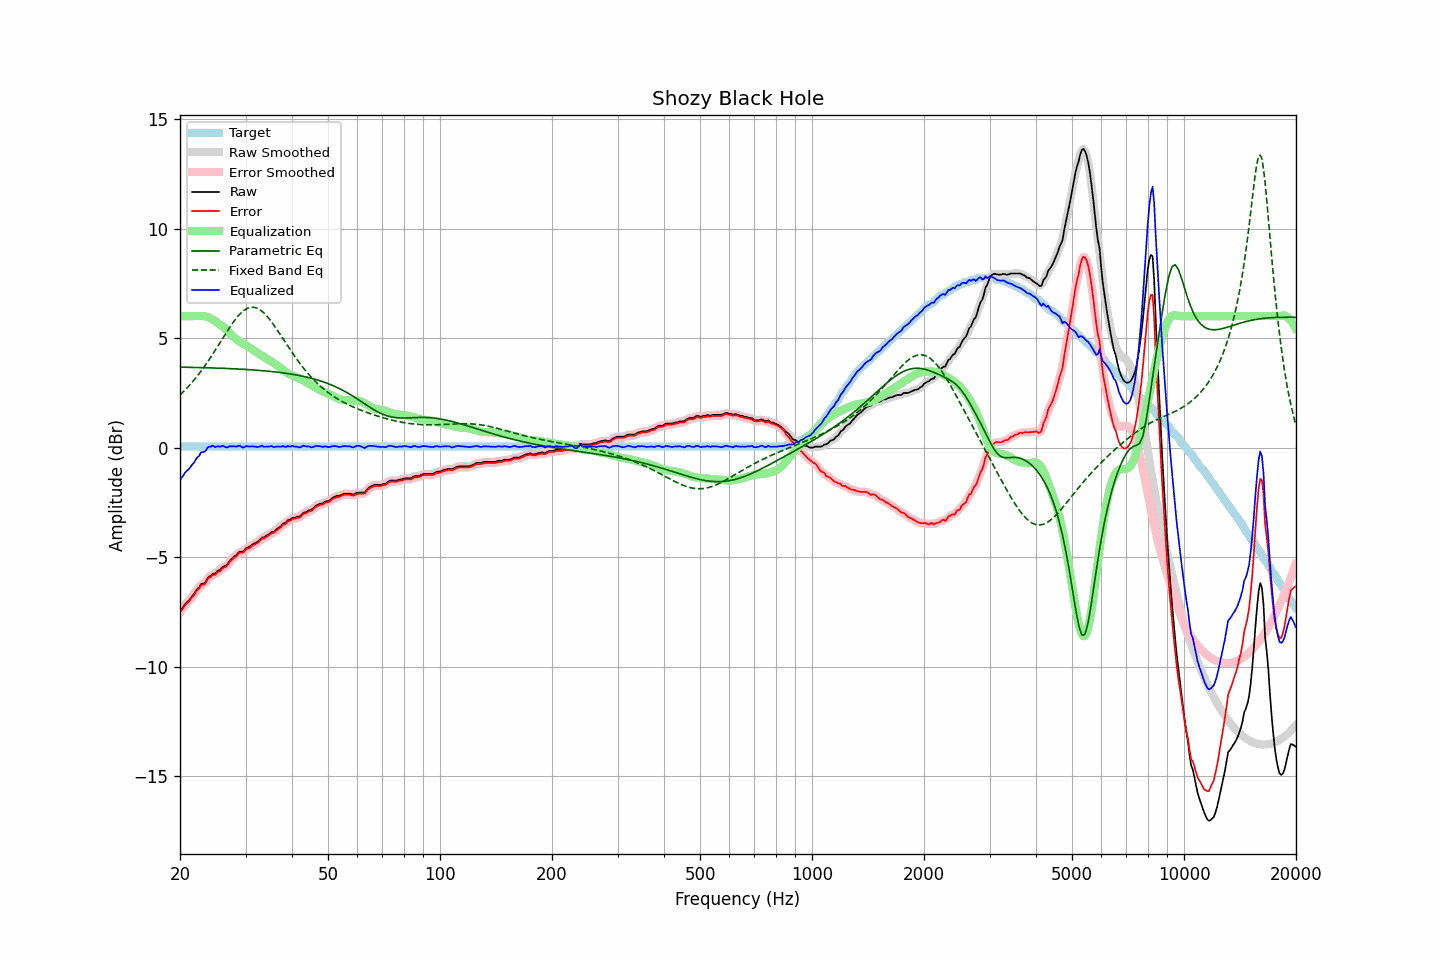 Shozy Black Hole
Target
Raw Smoothed
Error Smoothed
Raw
Error
Equalization
Parametric Eq
Fixed Band Eq
Equalized
Amplitude (dBr)
15
10
5
0
−5
−10
−15
20 50 100 200 500 1000 2000 5000 10000 20000
Frequency (Hz)